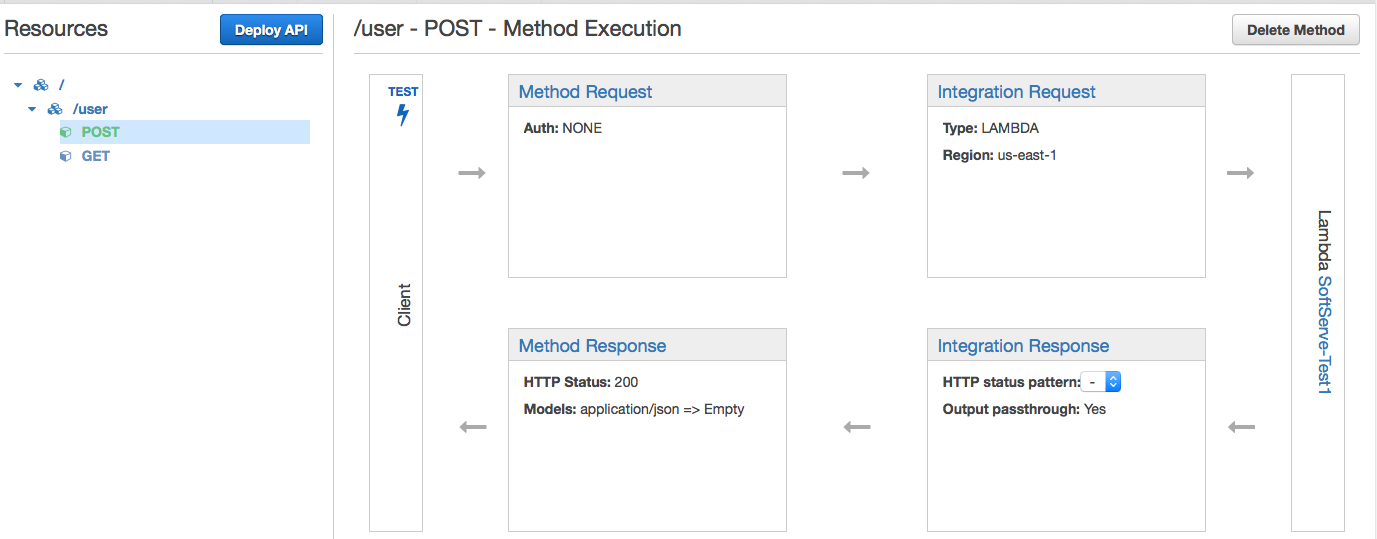 Resources
Deploy API
/
/user
POST
GET
/user - POST - Method Execution
Delete Method
TEST
Client
Method Request
Auth: NONE
Integration Request
Type: LAMBDA
Region: us-east-1
Lambda SoftServe-Test1
Method Response
HTTP Status: 200
Models: application/json => Empty
Integration Response
HTTP status pattern: -
Output passthrough: Yes